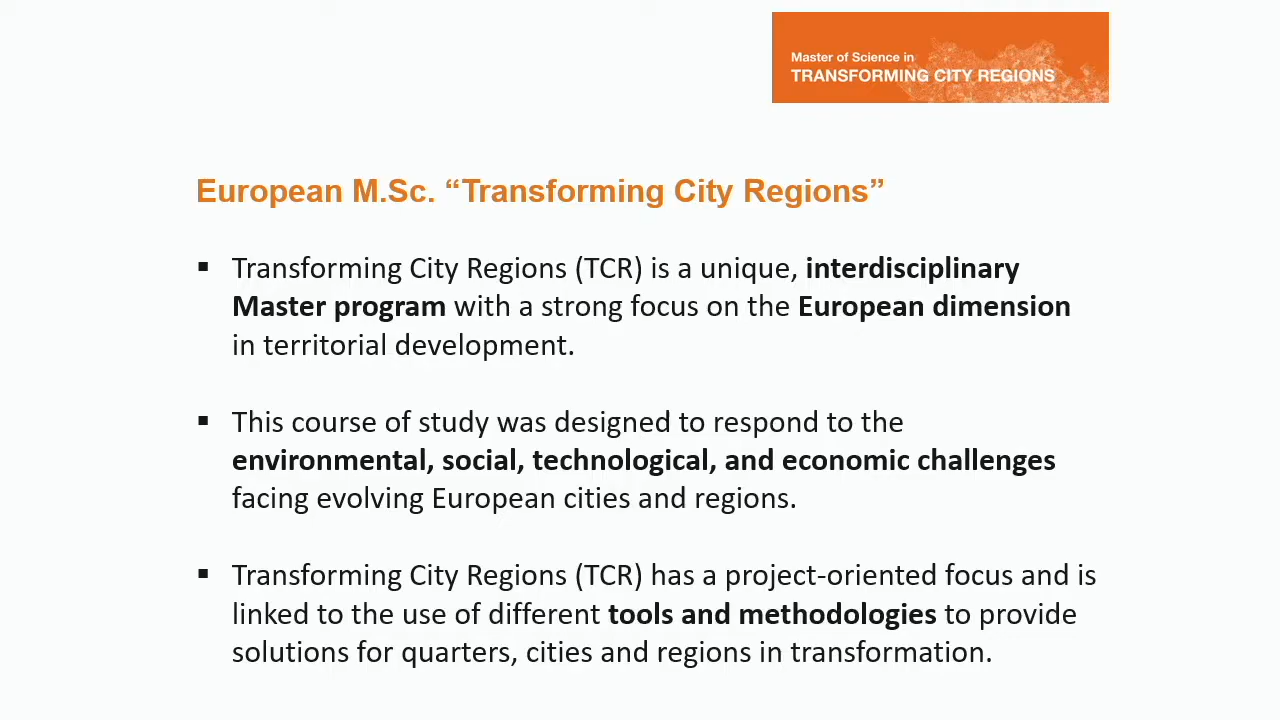 Master of Science in
TRANSFORMING CITY REGIONS
European M.Sc. “Transforming City Regions”
▪ Transforming City Regions (TCR) is a unique, interdisciplinary
Master program with a strong focus on the European dimension
in territorial development.
▪ This course of study was designed to respond to the
environmental, social, technological, and economic challenges
facing evolving European cities and regions.
▪ Transforming City Regions (TCR) has a project-oriented focus and is
linked to the use of different tools and methodologies to provide
solutions for quarters, cities and regions in transformation.